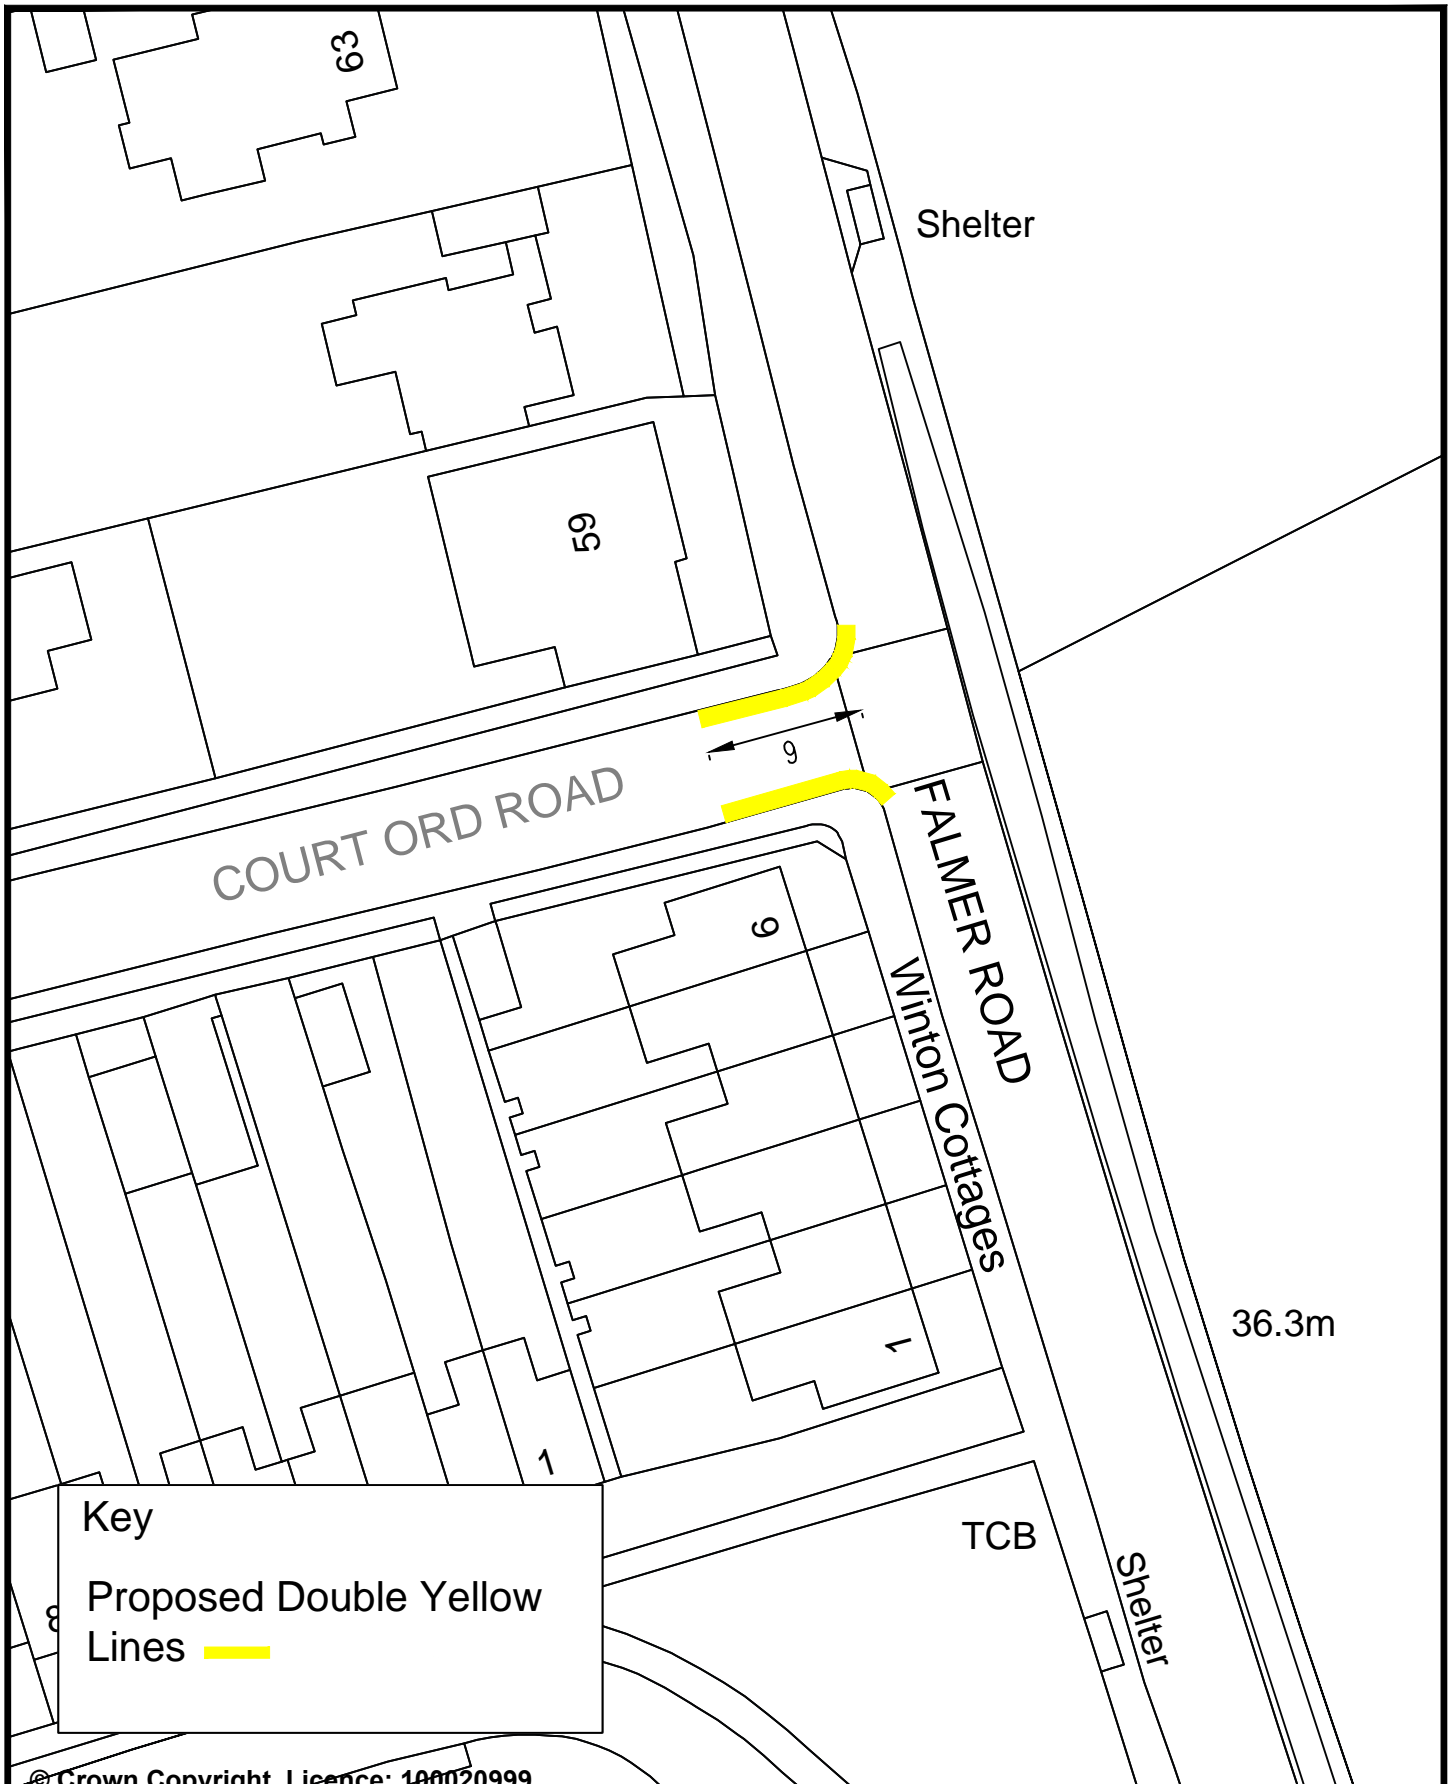 63
Shelter
59
9
COURT ORD ROAD
FALMER ROAD
6
Winton Cottages
36.3m
1
1
TCB
Shelter
Key
Proposed Double Yellow
Lines
8
© Crown Copyright. Licence: 100020999